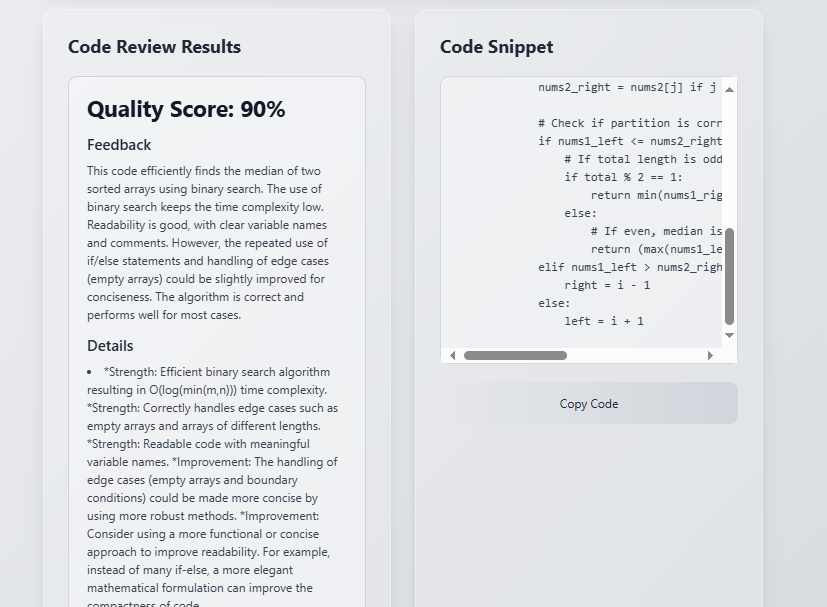 Code Review Results
Quality Score: 90%
Feedback
This code efficiently finds the median of two
sorted arrays using binary search. The use of
binary search keeps the time complexity low.
Readability is good, with clear variable names
and comments. However, the repeated use of
if/else statements and handling of edge cases
(empty arrays) could be slightly improved for
conciseness. The algorithm is correct and
performs well for most cases.
Details
• *Strength: Efficient binary search algorithm
resulting in O(log(min(m,n))) time complexity.
*Strength: Correctly handles edge cases such as
empty arrays and arrays of different lengths.
*Strength: Readable code with meaningful
variable names. *Improvement: The handling of
edge cases (empty arrays and boundary
conditions) could be made more concise by
using more robust methods. *Improvement:
Consider using a more functional or concise
approach to improve readability. For example,
instead of many if-else, a more elegant
mathematical formulation can improve the
compactness of code.
Code Snippet
nums2_right = nums2[j] if j
# Check if partition is corr
if nums1_left <= nums2_right
# If total length is odd
if total % 2 == 1:
return min(nums1_rig
else:
# If even, median is
return (max(nums1_le
elif nums1_left > nums2_righ
right = i - 1
else:
left = i + 1
Copy Code